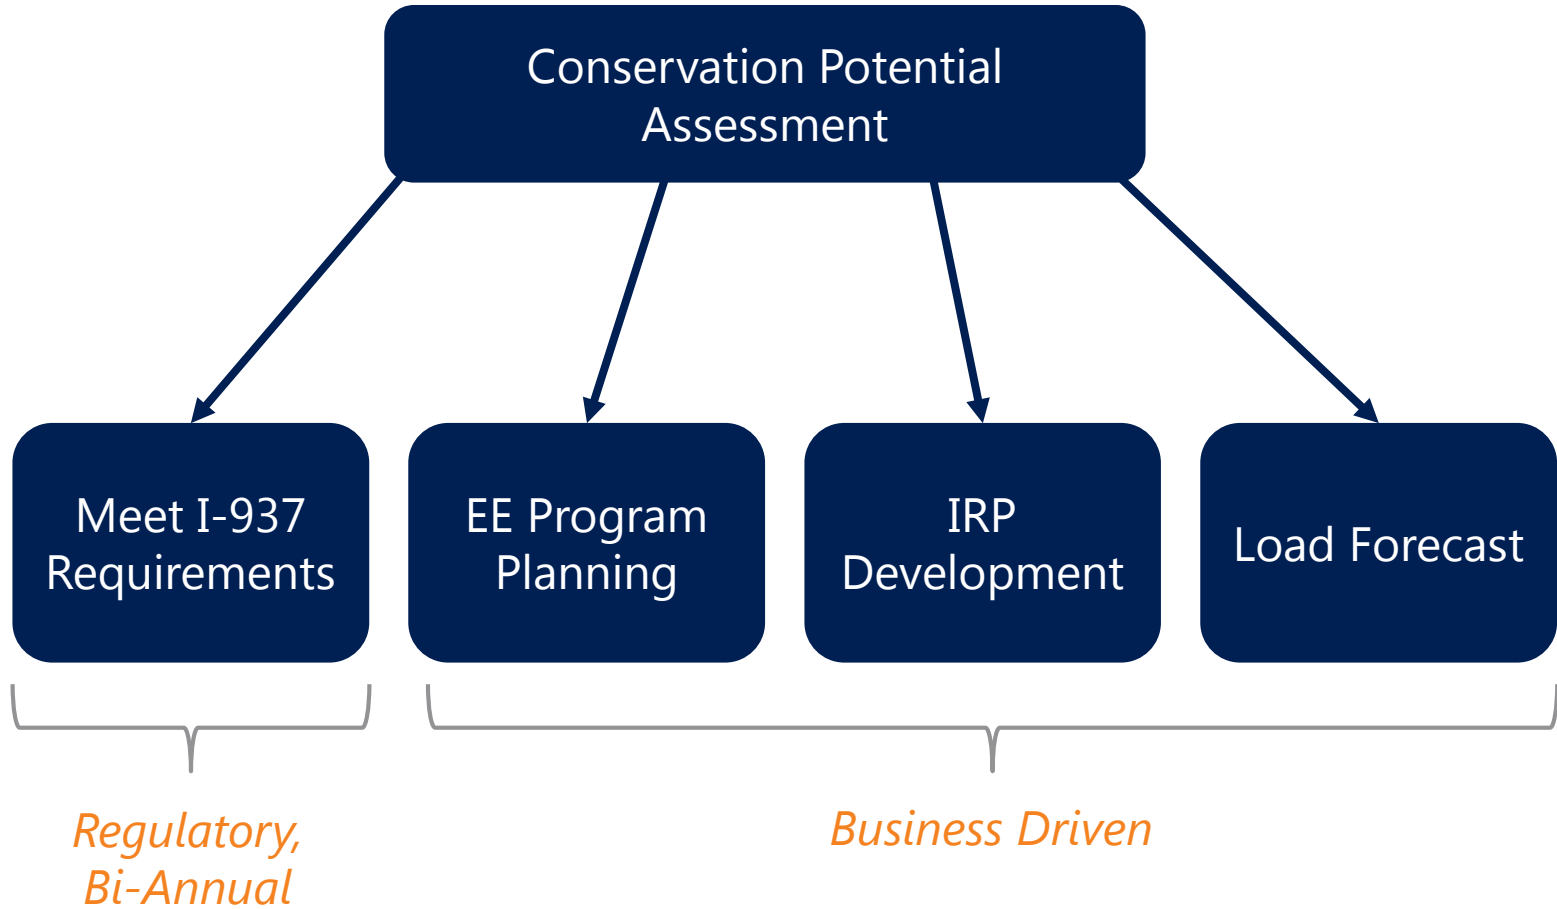 Conservation Potential
Assessment
Meet I-937
Requirements
EE Program
Planning
IRP
Development
Load Forecast
Regulatory,
Bi-Annual
Business Driven